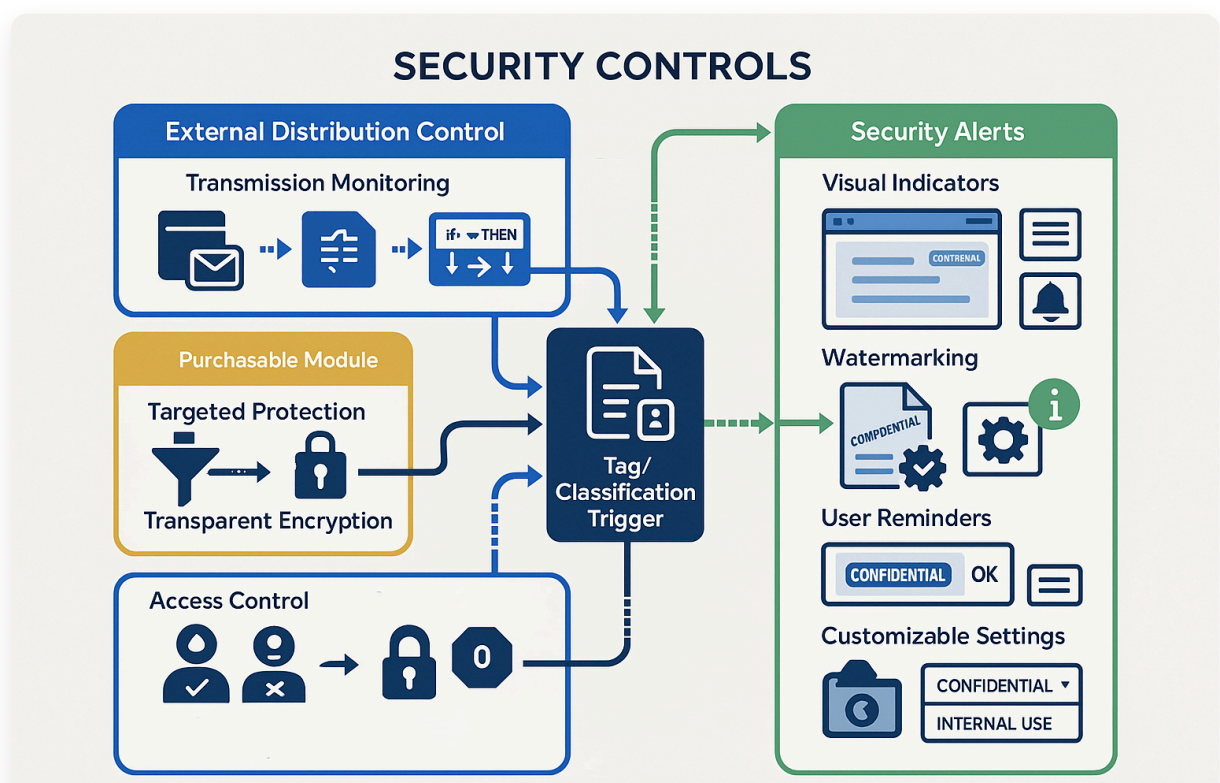 SECURITY CONTROLS
External Distribution Control
Transmission Monitoring
if THEN
Purchasable Module
Targeted Protection
Transparent Encryption
Access Control
0
Tag/
Classification
Trigger
Security Alerts
Visual Indicators
CONTRENAL
Watermarking
COMPDENTIAL
i
User Reminders
CONFIDENTIAL OK
Customizable Settings
CONFIDENTIAL
INTERNAL USE